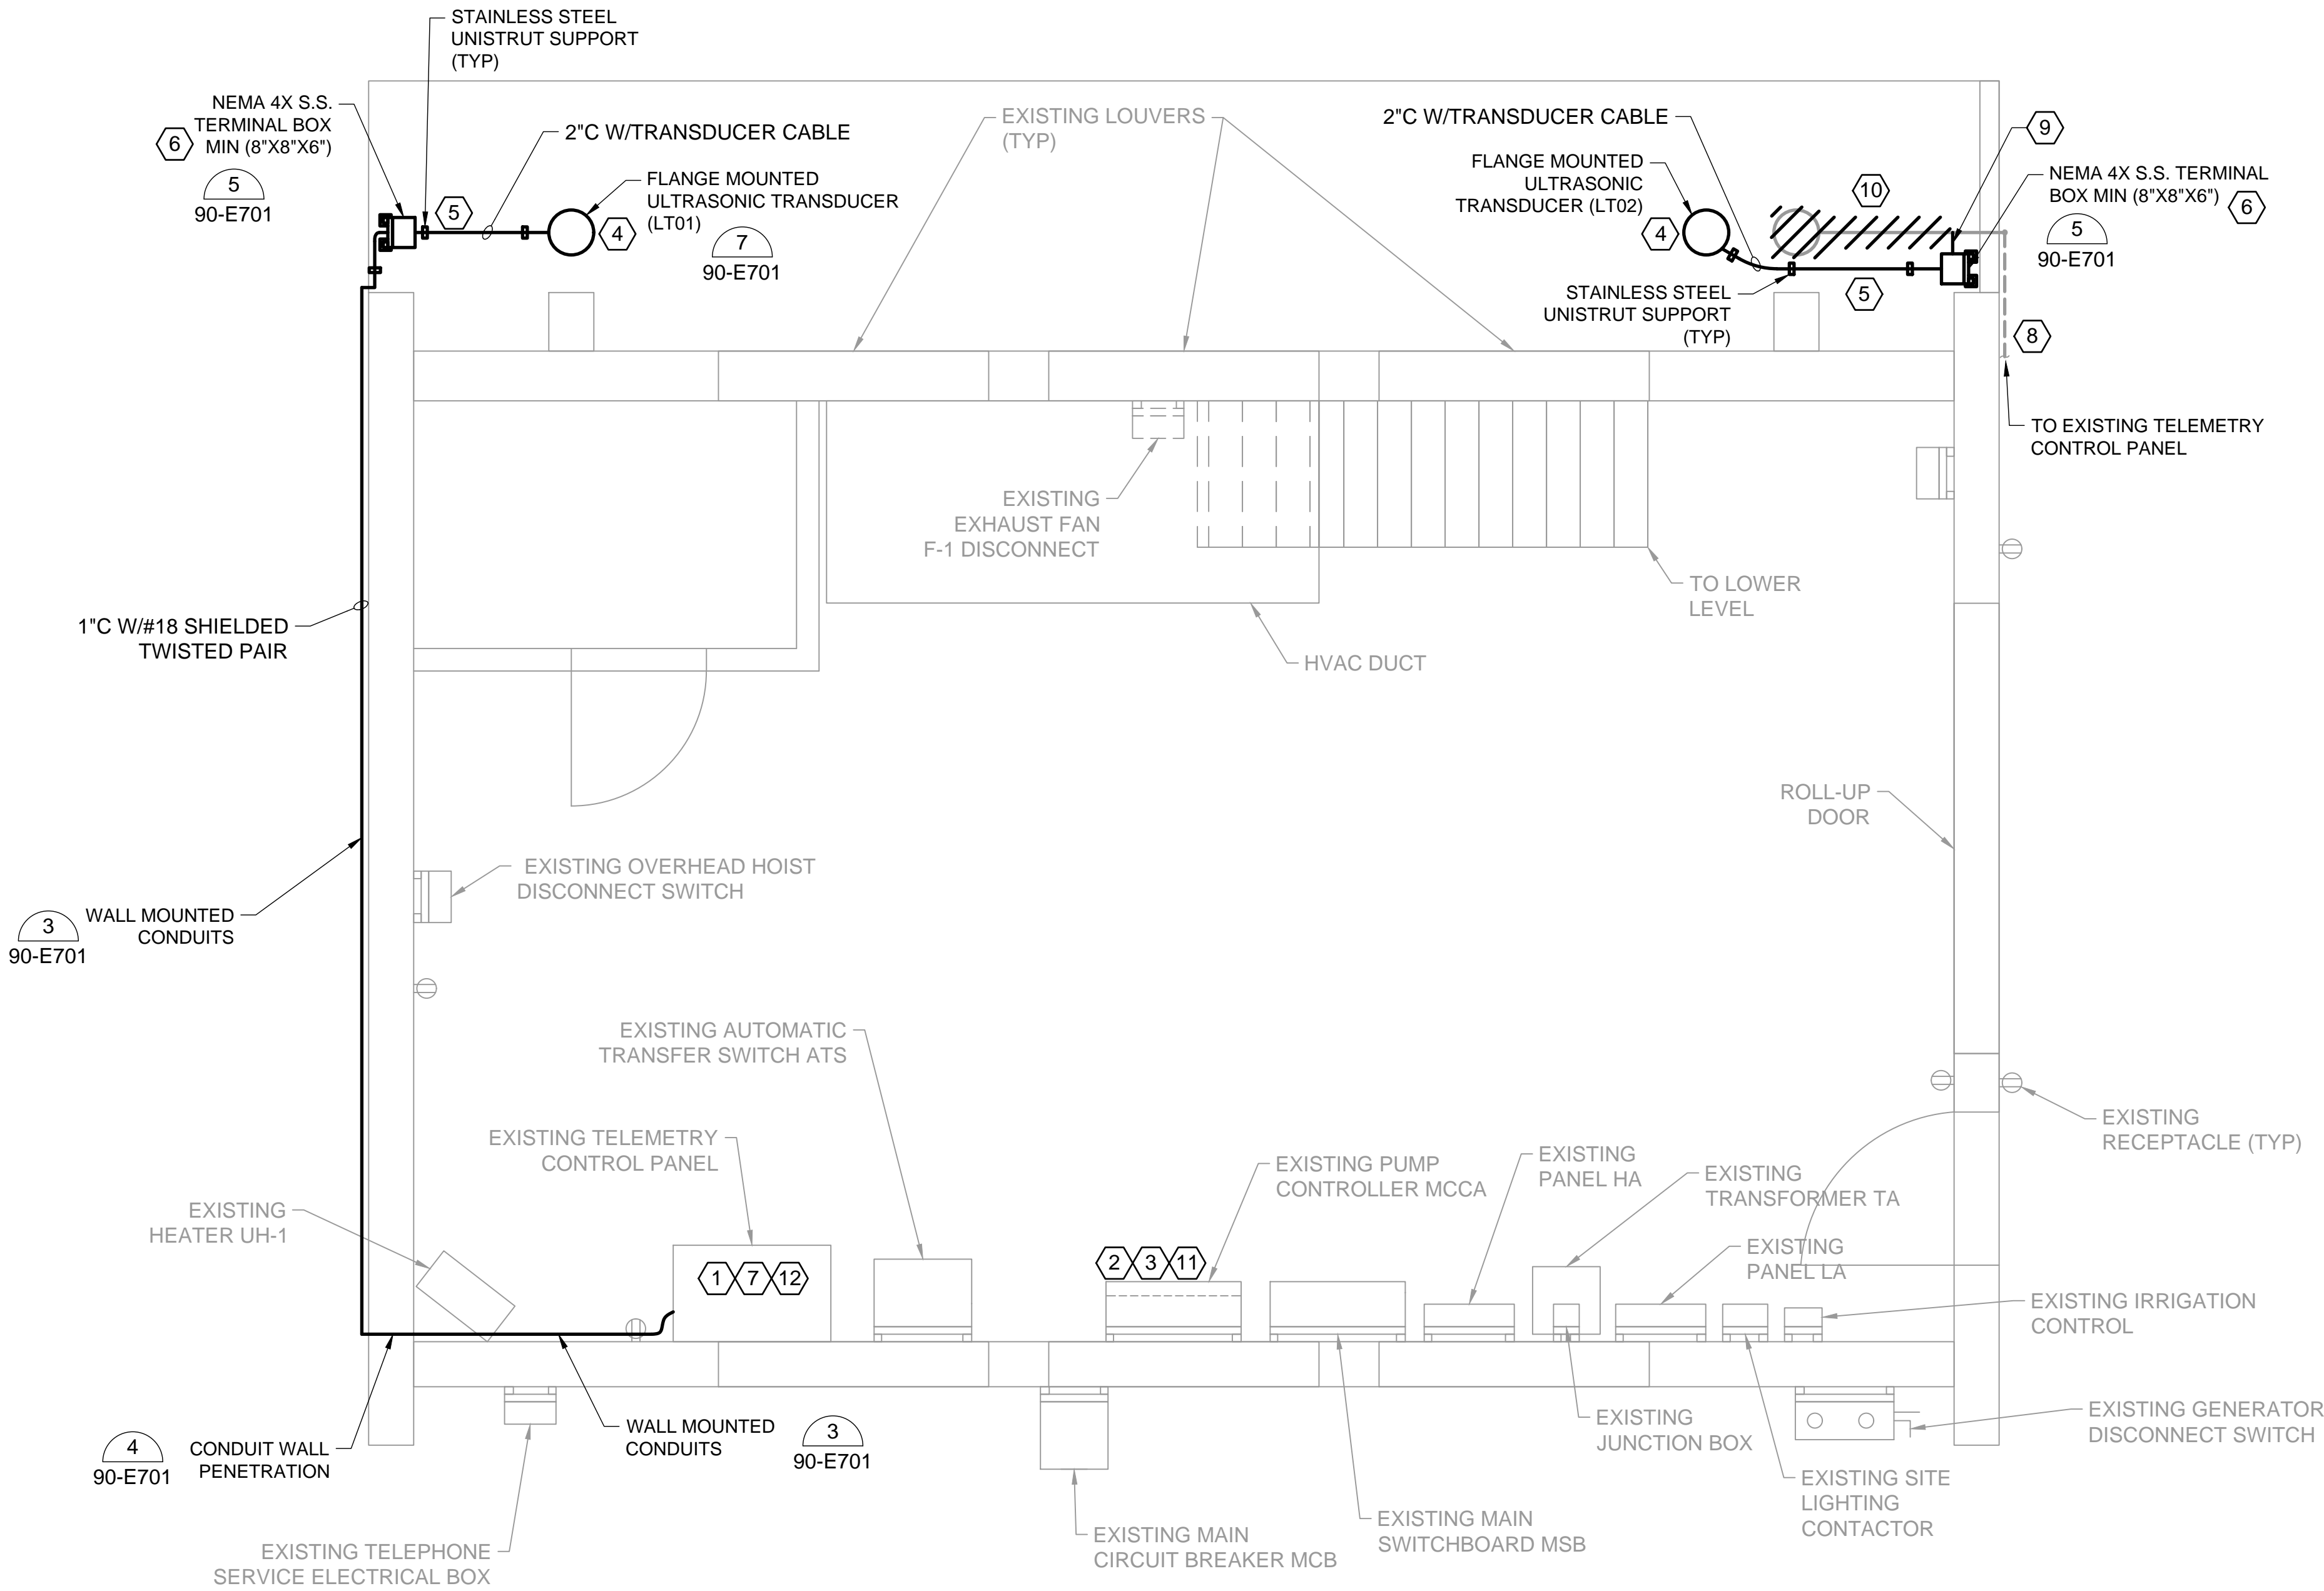 STAINLESS STEEL
UNISTRUT SUPPORT
(TYP)
NEMA 4X S.S.
TERMINAL BOX
MIN (8"X8"X6")
6
5
90-E701
2"C W/TRANSDUCER CABLE
FLANGE MOUNTED
ULTRASONIC TRANSDUCER
(LT01)
5
4
7
90-E701
EXISTING LOUVERS
(TYP)
2"C W/TRANSDUCER CABLE
FLANGE MOUNTED
ULTRASONIC
TRANSDUCER (LT02)
4
10
9
NEMA 4X S.S. TERMINAL
BOX MIN (8"X8"X6")
6
5
90-E701
STAINLESS STEEL
UNISTRUT SUPPORT
(TYP)
5
8
TO EXISTING TELEMETRY
CONTROL PANEL
EXISTING
EXHAUST FAN
F-1 DISCONNECT
TO LOWER
LEVEL
HVAC DUCT
1"C W/#18 SHIELDED
TWISTED PAIR
ROLL-UP
DOOR
EXISTING OVERHEAD HOIST
DISCONNECT SWITCH
WALL MOUNTED
CONDUITS
3
90-E701
EXISTING AUTOMATIC
TRANSFER SWITCH ATS
EXISTING TELEMETRY
CONTROL PANEL
EXISTING PUMP
CONTROLLER MCCA
EXISTING
PANEL HA
EXISTING
TRANSFORMER TA
EXISTING
RECEPTACLE (TYP)
EXISTING
HEATER UH-1
1 7 12
2 3 11
EXISTING
PANEL LA
EXISTING IRRIGATION
CONTROL
4
90-E701
CONDUIT WALL
PENETRATION
WALL MOUNTED
CONDUITS
3
90-E701
EXISTING
JUNCTION BOX
EXISTING GENERATOR
DISCONNECT SWITCH
EXISTING SITE
LIGHTING
CONTACTOR
EXISTING MAIN
SWITCHBOARD MSB
EXISTING MAIN
CIRCUIT BREAKER MCB
EXISTING TELEPHONE
SERVICE ELECTRICAL BOX